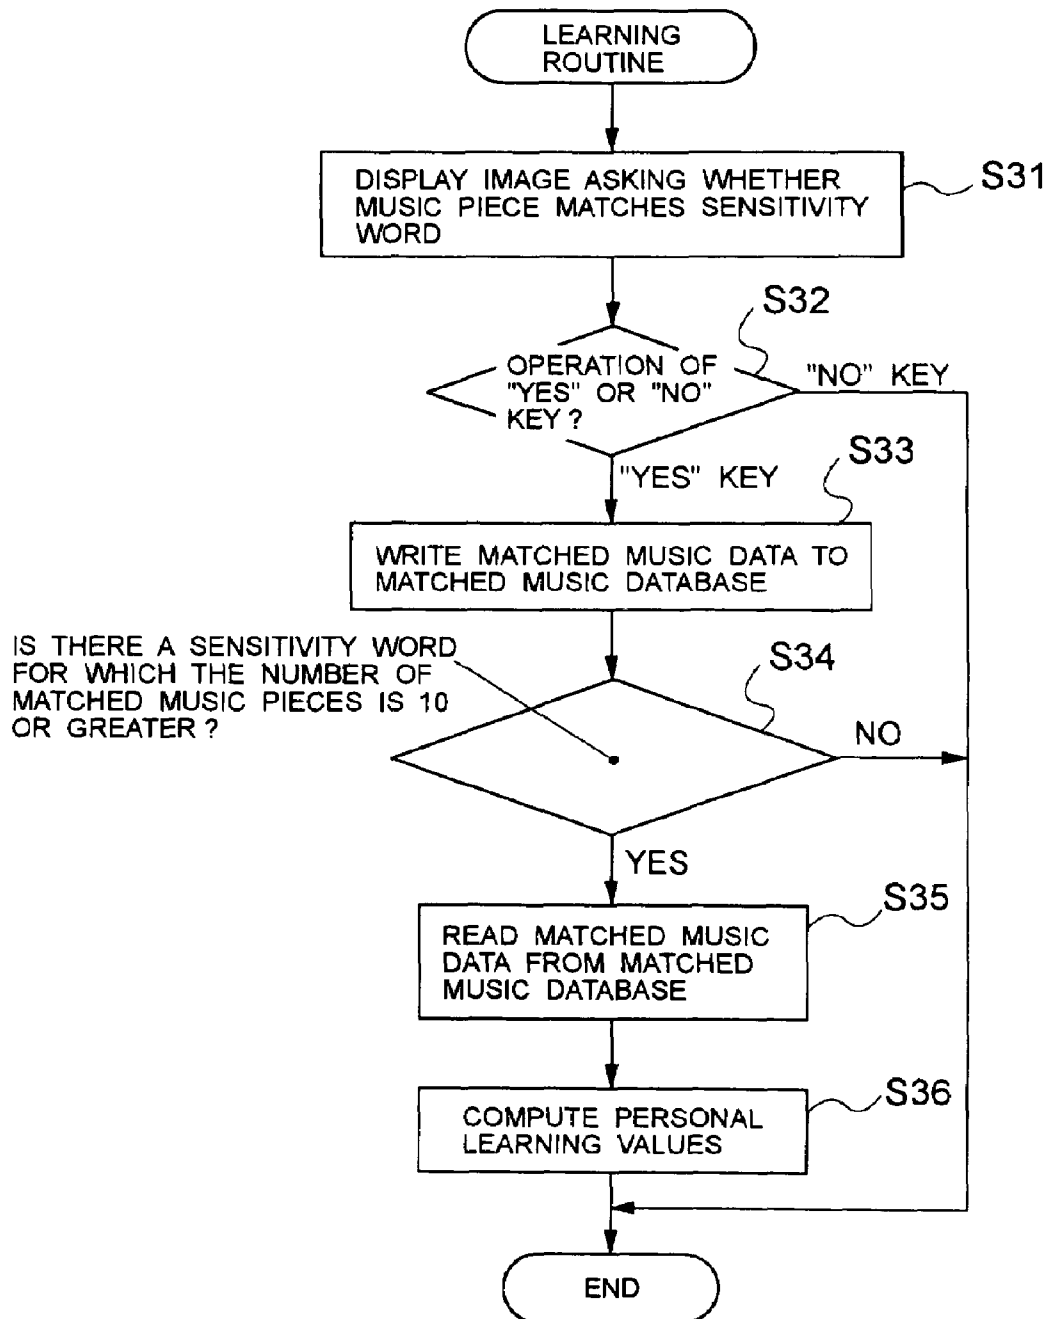 LEARNING
ROUTINE
DISPLAY IMAGE ASKING WHETHER
MUSIC PIECE MATCHES SENSITIVITY
WORD
S31
S32
OPERATION OF
"YES" OR "NO"
KEY?
"NO" KEY
"YES" KEY
S33
WRITE MATCHED MUSIC DATA TO
MATCHED MUSIC DATABASE
IS THERE A SENSITIVITY WORD
FOR WHICH THE NUMBER OF
MATCHED MUSIC PIECES IS 10
OR GREATER?
S34
NO
YES
S35
READ MATCHED MUSIC
DATA FROM MATCHED
MUSIC DATABASE
S36
COMPUTE PERSONAL
LEARNING VALUES
END